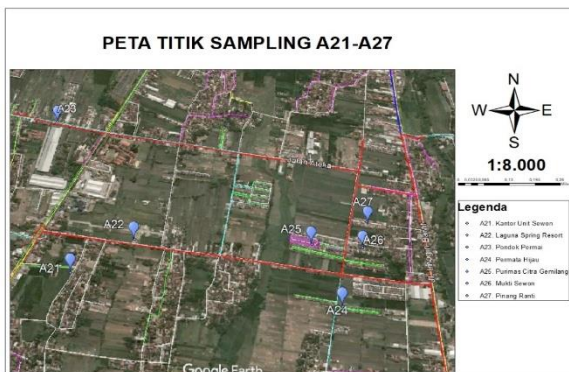 PETA TITIK SAMPLING A21-A27
N
W E
S
1:8.000
A23
A22
A21
A25
A27
A26
A24
Google Earth
Legenda
A21. Kantor Unit Sewon
A22. Laguna Spring Resort
A23. Pondok Permai
A24. Permata Hijau
A25. Purimas Citra Gemilang
A26. Mukti Sewon
A27. Pinang Ranti